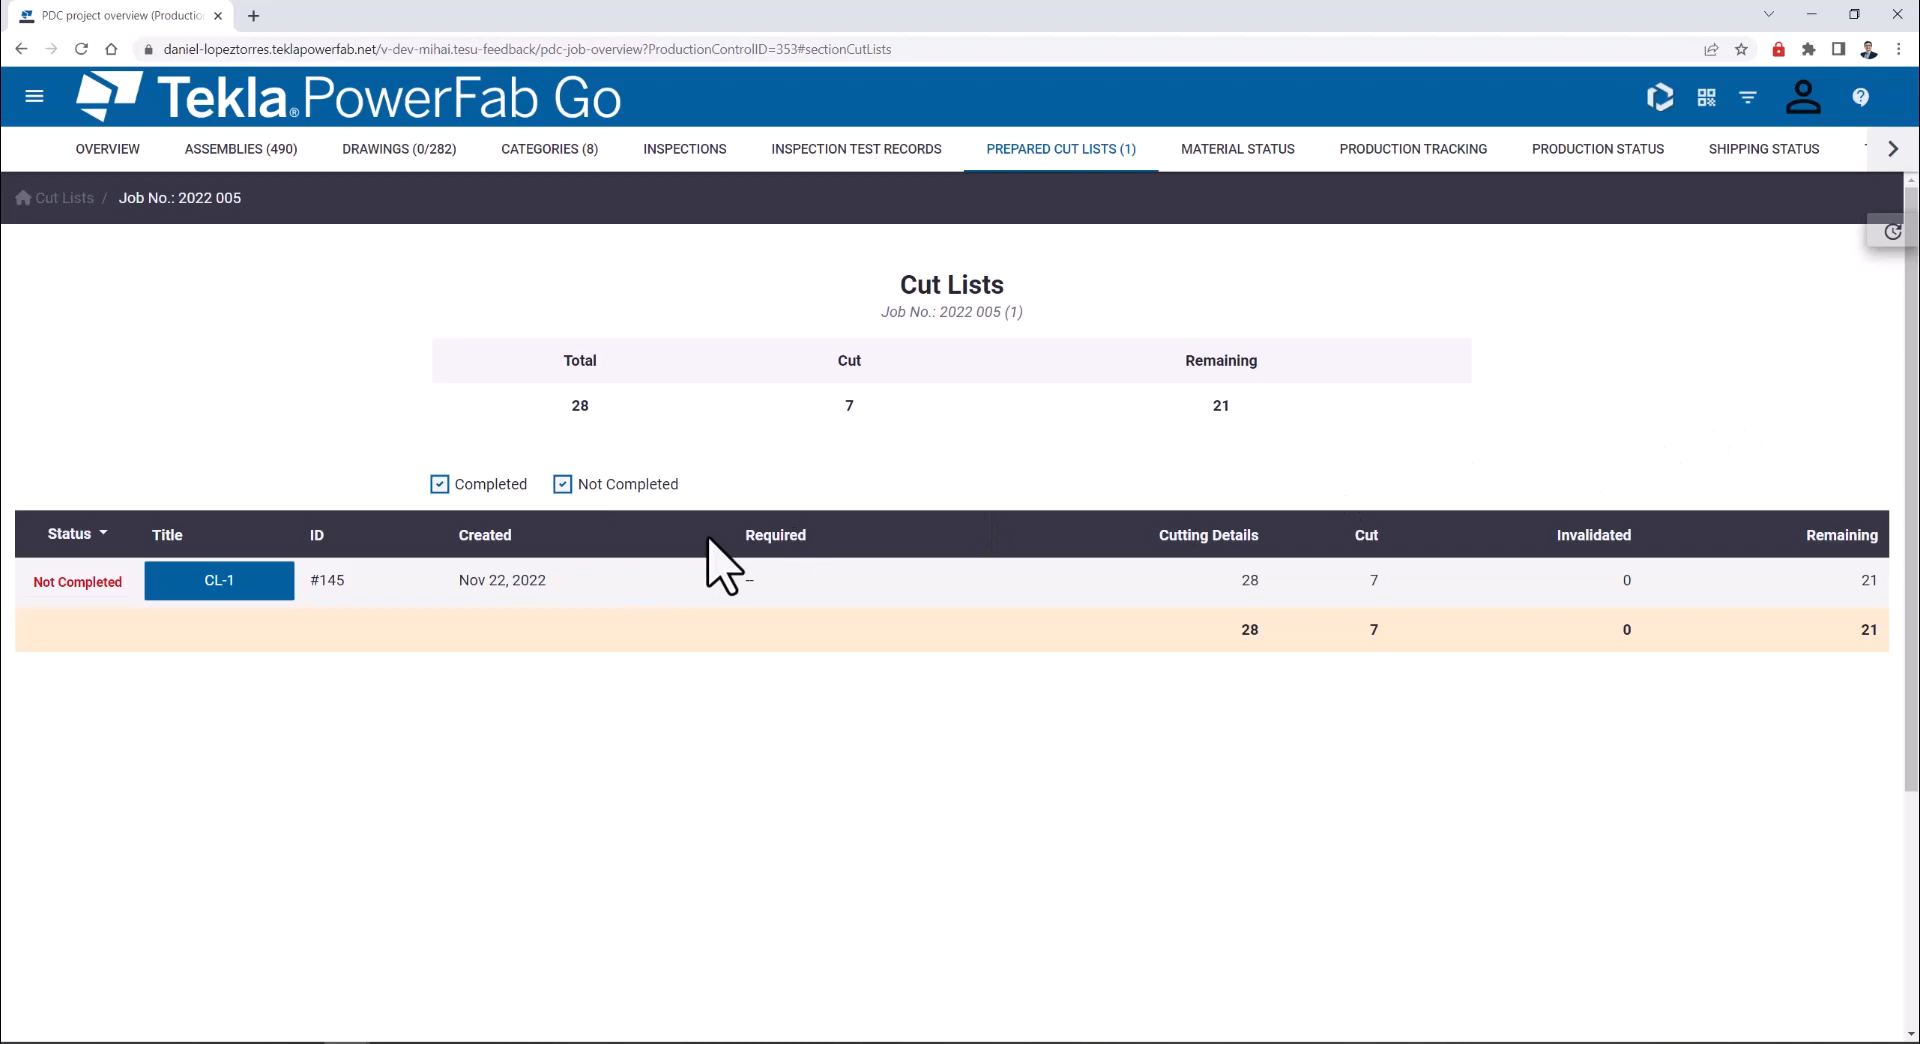 PDC project overview (Productio
daniel-lopeztorres.teklapowerfab.net/v-dev-mihai.tesu-feedback/pdc-job-overview?ProductionControlID=353#sectionCutLists
Tekla® PowerFab Go
OVERVIEW ASSEMBLIES (490) DRAWINGS (0/282) CATEGORIES (8) INSPECTIONS INSPECTION TEST RECORDS PREPARED CUT LISTS (1) MATERIAL STATUS PRODUCTION TRACKING PRODUCTION STATUS SHIPPING STATUS
Cut Lists / Job No.: 2022 005
Cut Lists
Job No.: 2022 005 (1)
Total Cut Remaining
28 7 21
Completed Not Completed
Status Title ID Created Required Cutting Details Cut Invalidated Remaining
Not Completed CL-1 #145 Nov 22, 2022 -- 28 7 0 21
28 7 0 21